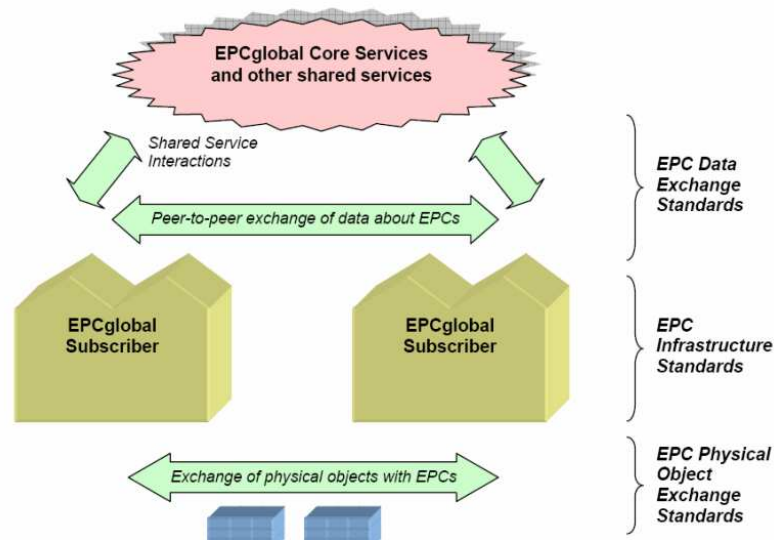 EPCglobal Core Services
and other shared services
Shared Service
Interactions
Peer-to-peer exchange of data about EPCs
EPC Data
Exchange
Standards
EPCglobal
Subscriber
EPCglobal
Subscriber
EPC
Infrastructure
Standards
Exchange of physical objects with EPCs
EPC Physical
Object
Exchange
Standards